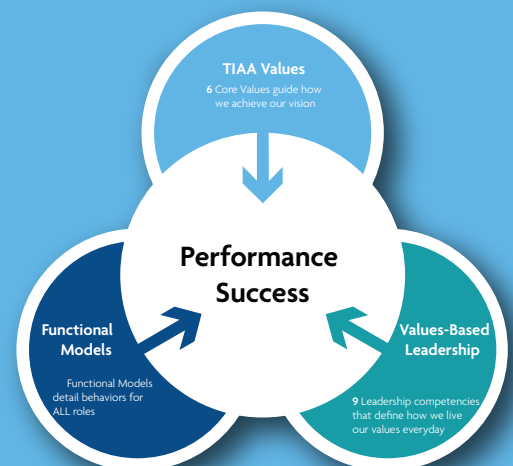 TIAA Values
6 Core Values guide how
we achieve our vision
Performance
Success
Functional
Models
Functional Models
detail behaviors for
ALL roles
Values-Based
Leadership
9 Leadership competencies
that define how we live
our values everyday